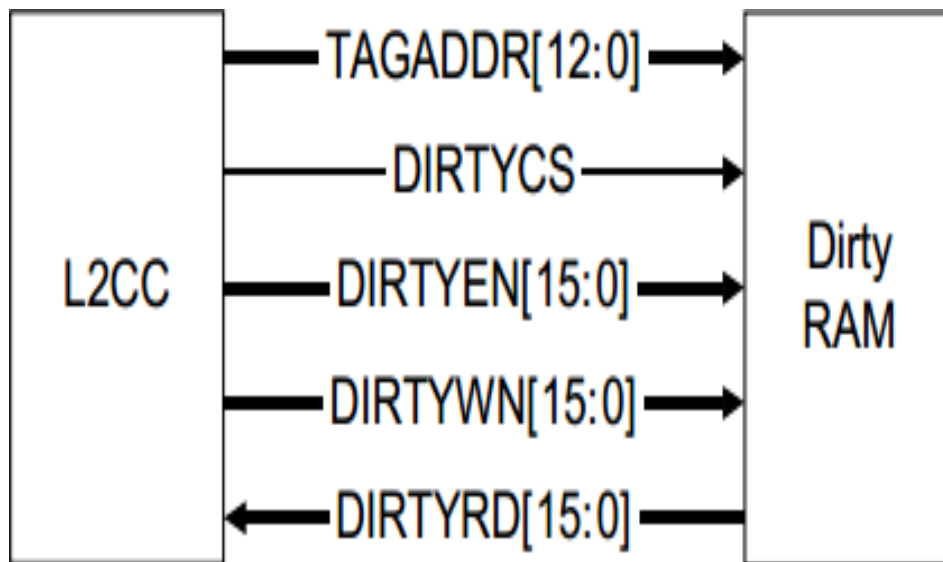 TAGADDR[12:0]
DIRTYCS
L2CC
DIRTYEN[15:0]
Dirty
RAM
DIRTYWN[15:0]
DIRTYRD[15:0]